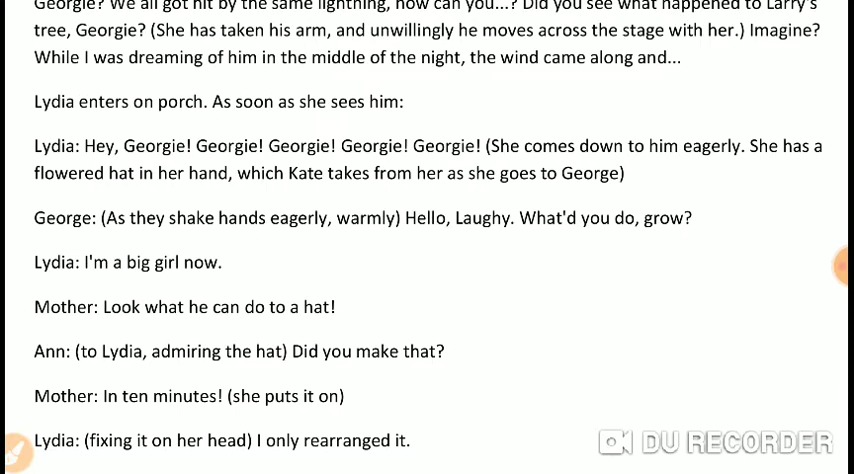 Georgie? We all got hit by the same lightning, how can you...? Did you see what happened to Larry's
tree, Georgie? (She has taken his arm, and unwillingly he moves across the stage with her.) Imagine?
While I was dreaming of him in the middle of the night, the wind came along and...
Lydia enters on porch. As soon as she sees him:
Lydia: Hey, Georgie! Georgie! Georgie! Georgie! Georgie! (She comes down to him eagerly. She has a
flowered hat in her hand, which Kate takes from her as she goes to George)
George: (As they shake hands eagerly, warmly) Hello, Laughy. What'd you do, grow?
Lydia: I'm a big girl now.
Mother: Look what he can do to a hat!
Ann: (to Lydia, admiring the hat) Did you make that?
Mother: In ten minutes! (she puts it on)
Lydia: (fixing it on her head) I only rearranged it.
DU RECORDER